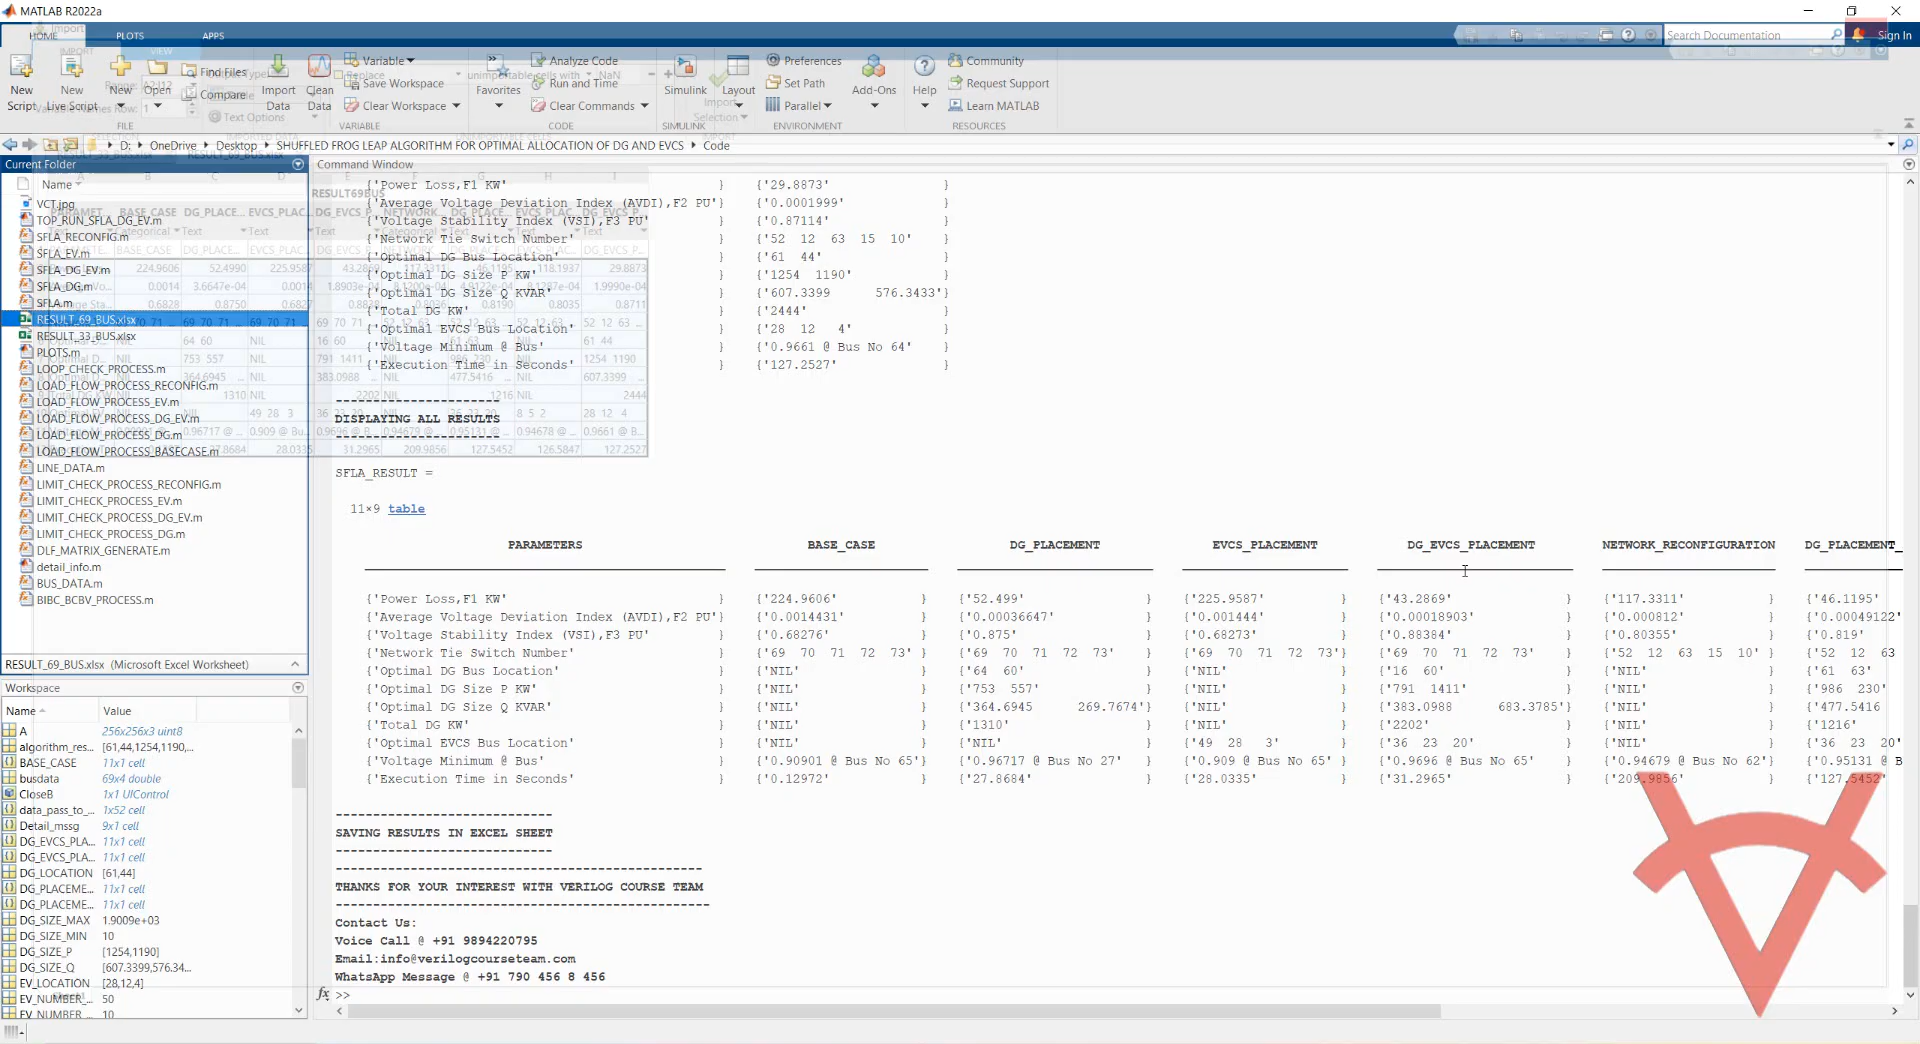 MATLAB R2022a
HOME PLOTS APPS
Search Documentation Sign In
New Script New Live Script New Open Find Files Compare Import Data Clean Data Variable Save Workspace Clear Workspace Favorites Analyze Code Run and Time Clear Commands Simulink Layout Preferences Set Path Parallel Add-Ons Help Community Request Support Learn MATLAB
FILE VARIABLE CODE SIMULINK ENVIRONMENT RESOURCES
D: OneDrive Desktop SHUFFLED FROG LEAP ALGORITHM FOR OPTIMAL ALLOCATION OF DG AND EVCS Code
Current Folder
Name
VCT.jpg
TOP_RUN_SFLA_DG_EV.m
SFLA_RECONFIG.m
SFLA_EV.m
SFLA_DG_EV.m
SFLA_DG.m
SFLA.m
RESULT_69_BUS.xlsx
RESULT_33_BUS.xlsx
PLOTS.m
LOOP_CHECK_PROCESS.m
LOAD_FLOW_PROCESS_RECONFIG.m
LOAD_FLOW_PROCESS_EV.m
LOAD_FLOW_PROCESS_DG_EV.m
LOAD_FLOW_PROCESS_DG.m
LOAD_FLOW_PROCESS_BASECASE.m
LINE_DATA.m
LIMIT_CHECK_PROCESS_RECONFIG.m
LIMIT_CHECK_PROCESS_EV.m
LIMIT_CHECK_PROCESS_DG_EV.m
LIMIT_CHECK_PROCESS_DG.m
DLF_MATRIX_GENERATE.m
detail_info.m
BUS_DATA.m
BIBC_BCBV_PROCESS.m
RESULT_69_BUS.xlsx (Microsoft Excel Worksheet)
Workspace
Name Value
A 256x256x3 uint8
algorithm_res... [61,44,1254,1190,...
BASE_CASE 11x1 cell
busdata 69x4 double
CloseB 1x1 UIControl
data_pass_to_... 1x52 cell
Detail_mssg 9x1 cell
DG_EVCS_PLA... 11x1 cell
DG_EVCS_PLA... 11x1 cell
DG_LOCATION [61,44]
DG_PLACEME... 11x1 cell
DG_PLACEME... 11x1 cell
DG_SIZE_MAX 1.9009e+03
DG_SIZE_MIN 10
DG_SIZE_P [1254,1190]
DG_SIZE_Q [607.3399,576.34...
EV_LOCATION [28,12,4]
EV_NUMBER_... 50
EV_NUMBER_... 10
Command Window
{'Power Loss,F1 KW' } {'29.8873' }
{'Average Voltage Deviation Index (AVDI),F2 PU'} {'0.0001999' }
{'Voltage Stability Index (VSI),F3 PU' } {'0.87114' }
{'Network Tie Switch Number' } {'52 12 63 15 10' }
{'Optimal DG Bus Location' } {'61 44' }
{'Optimal DG Size P KW' } {'1254 1190' }
{'Optimal DG Size Q KVAR' } {'607.3399 576.3433'}
{'Total DG KW' } {'2444' }
{'Optimal EVCS Bus Location' } {'28 12 4' }
{'Voltage Minimum @ Bus' } {'0.9661 @ Bus No 64' }
{'Execution Time in Seconds' } {'127.2527' }
----------------------
DISPLAYING ALL RESULTS
----------------------
SFLA_RESULT =
11×9 table
PARAMETERS BASE_CASE DG_PLACEMENT EVCS_PLACEMENT DG_EVCS_PLACEMENT NETWORK_RECONFIGURATION DG_PLACEMENT_
{'Power Loss,F1 KW' } {'224.9606' } {'52.499' } {'225.9587' } {'43.2869' } {'117.3311' } {'46.1195'
{'Average Voltage Deviation Index (AVDI),F2 PU'} {'0.0014431' } {'0.00036647' } {'0.001444' } {'0.00018903' } {'0.000812' } {'0.00049122'
{'Voltage Stability Index (VSI),F3 PU' } {'0.68276' } {'0.875' } {'0.68273' } {'0.88384' } {'0.80355' } {'0.819'
{'Network Tie Switch Number' } {'69 70 71 72 73' } {'69 70 71 72 73' } {'69 70 71 72 73'} {'69 70 71 72 73' } {'52 12 63 15 10' } {'52 12 63
{'Optimal DG Bus Location' } {'NIL' } {'64 60' } {'NIL' } {'16 60' } {'NIL' } {'61 63'
{'Optimal DG Size P KW' } {'NIL' } {'753 557' } {'NIL' } {'791 1411' } {'NIL' } {'986 230'
{'Optimal DG Size Q KVAR' } {'NIL' } {'364.6945 269.7674'} {'NIL' } {'383.0988 683.3785'} {'NIL' } {'477.5416
{'Total DG KW' } {'NIL' } {'1310' } {'NIL' } {'2202' } {'NIL' } {'1216'
{'Optimal EVCS Bus Location' } {'NIL' } {'NIL' } {'49 28 3' } {'36 23 20' } {'NIL' } {'36 23 20'
{'Voltage Minimum @ Bus' } {'0.90901 @ Bus No 65'} {'0.96717 @ Bus No 27' } {'0.909 @ Bus No 65' } {'0.9696 @ Bus No 65' } {'0.94679 @ Bus No 62'} {'0.95131 @ B
{'Execution Time in Seconds' } {'0.12972' } {'27.8684' } {'28.0335' } {'31.2965' } {'209.9856' } {'127.5452'
-----------------------------
SAVING RESULTS IN EXCEL SHEET
-----------------------------
-------------------------------------------------
THANKS FOR YOUR INTEREST WITH VERILOG COURSE TEAM
--------------------------------------------------
Contact Us:
Voice Call @ +91 9894220795
Email:info@verilogcourseteam.com
WhatsApp Message @ +91 790 456 8 456
fx >>